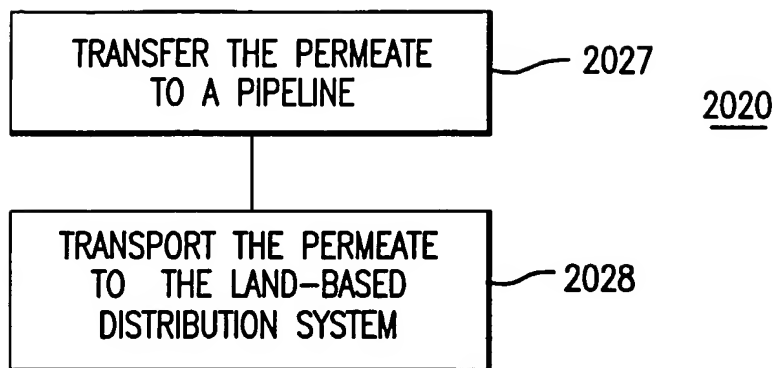 TRANSFER THE PERMEATE
TO A PIPELINE
2027
2020
TRANSPORT THE PERMEATE
TO THE LAND-BASED
DISTRIBUTION SYSTEM
2028